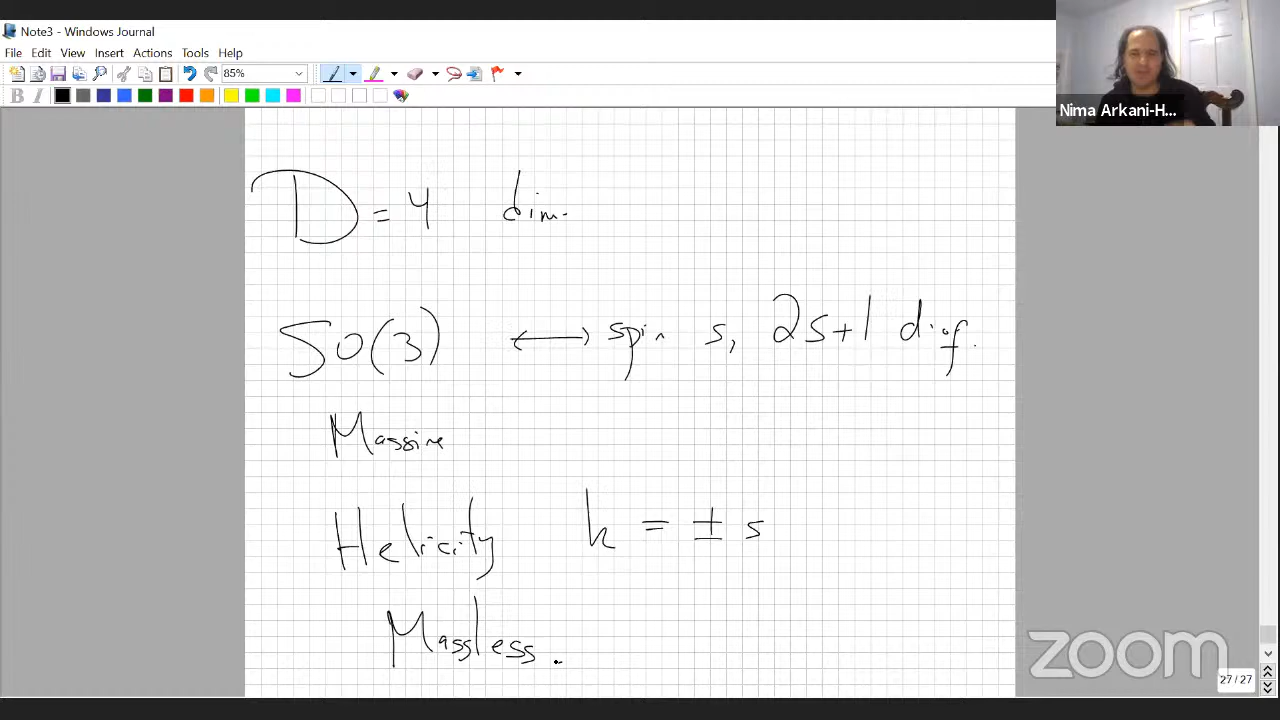 Note3 - Windows Journal
File Edit View Insert Actions Tools Help
85%
B I
Nima Arkani-H...
D = 4 dim.
SO(3) ⟷ spin s, 2s+1 d.of.
Massive
Helicity h = ± s
Massless.
zoom
27 / 27